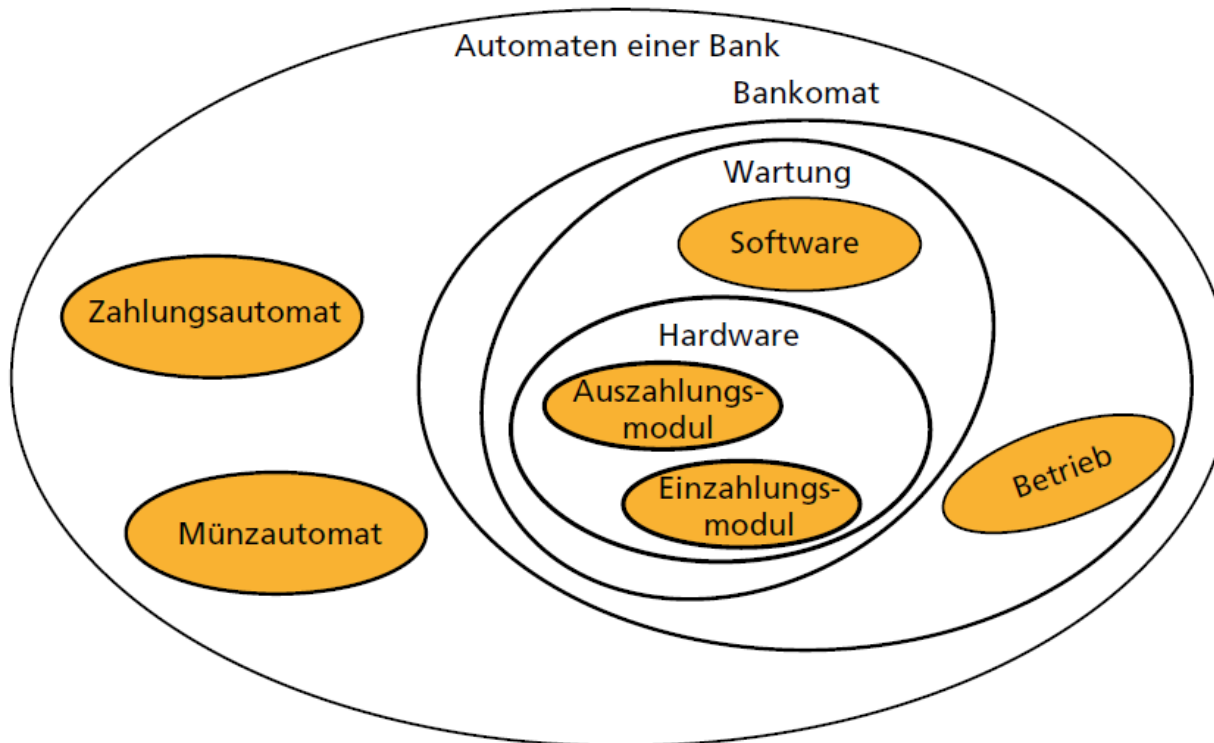 Automaten einer Bank
Bankomat
Wartung
Software
Zahlungsautomat
Hardware
Auszahlungs-
modul
Einzahlungs-
modul
Betrieb
Münzautomat